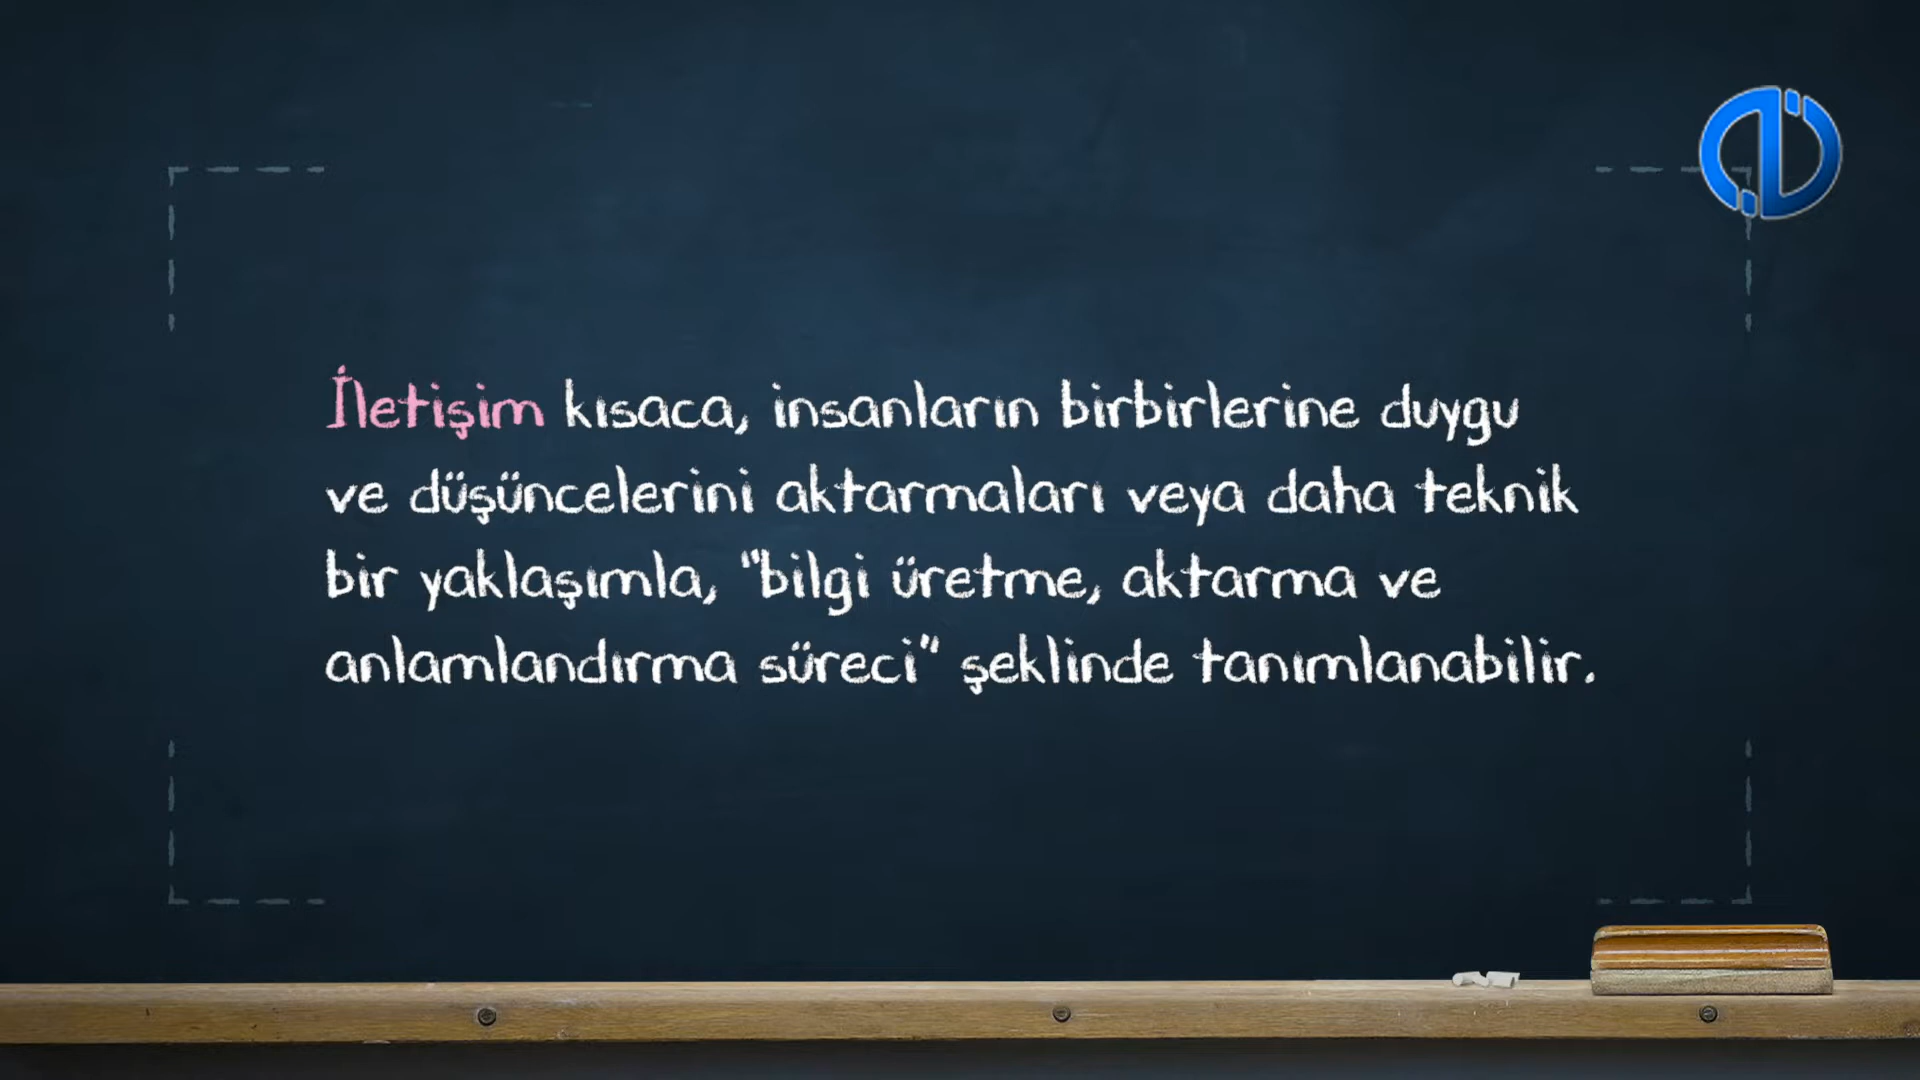 İletişim kısaca, insanların birbirlerine duygu
ve düşüncelerini aktarmaları veya daha teknik
bir yaklaşımla, "bilgi üretme, aktarma ve
anlamlandırma süreci" şeklinde tanımlanabilir.